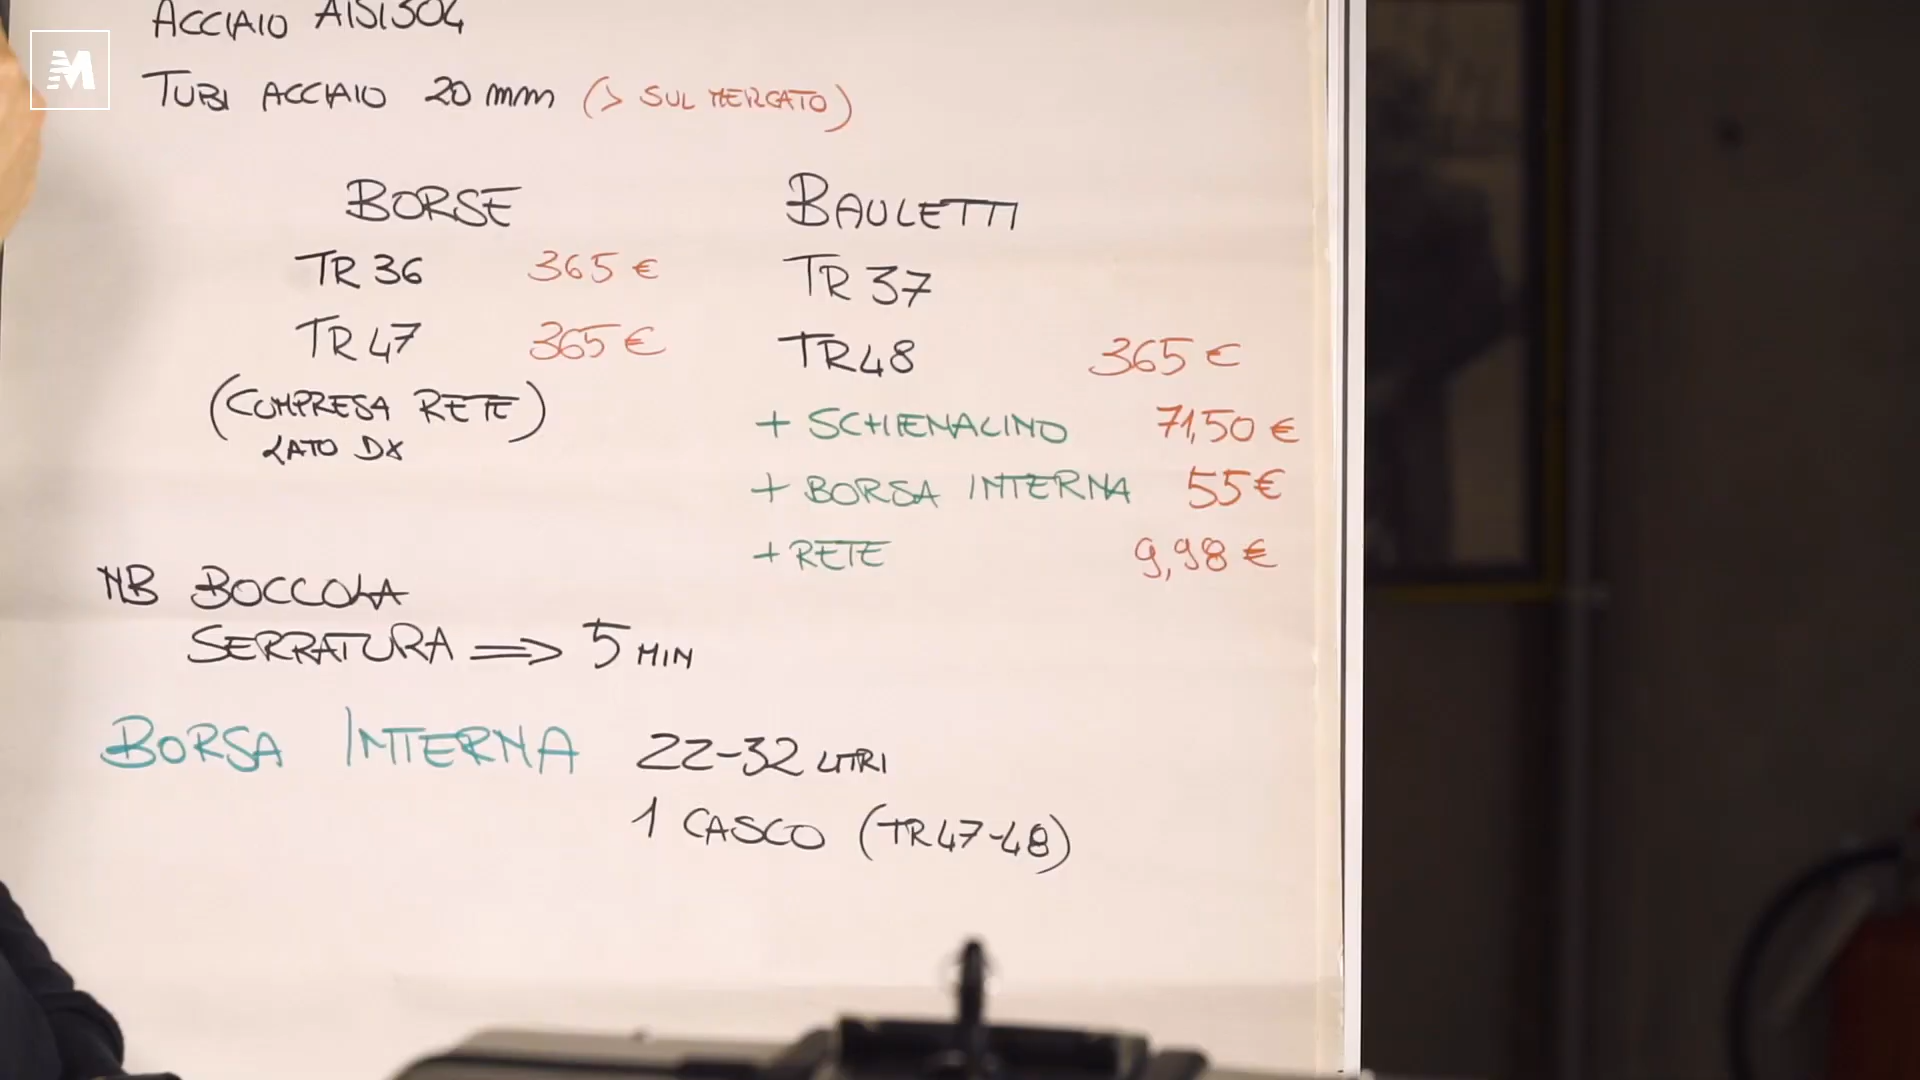 ACCIAIO AISI304
TUBI ACCIAIO 20 mm (> SUL MERCATO)
BORSE
TR 36 365 €
TR 47 365 €
(COMPRESA RETE)
LATO DX
BAULETTI
TR 37
TR48 365 €
+ SCHIENALINO 71,50 €
+ BORSA INTERNA 55 €
+ RETE 9,98 €
NB BOCCOLA
SERRATURA => 5 MIN
BORSA INTERNA 22-32 LITRI
1 CASCO (TR47-48)
M